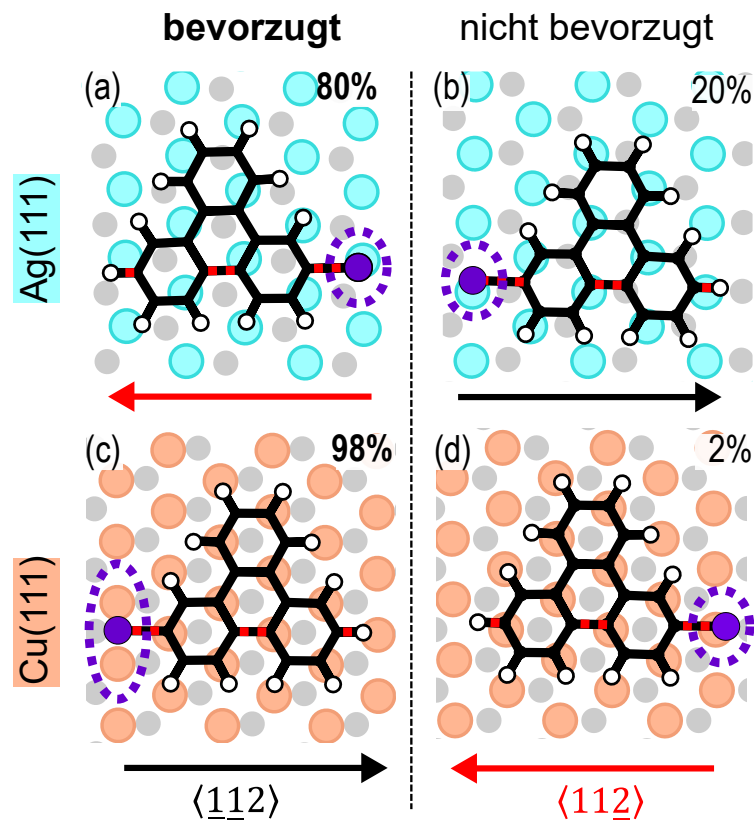 bevorzugt
nicht bevorzugt
(a)
80%
(b)
20%
Ag(111)
(c)
98%
(d)
2%
Cu(111)
⟨1̲1̲2⟩
⟨112̲⟩